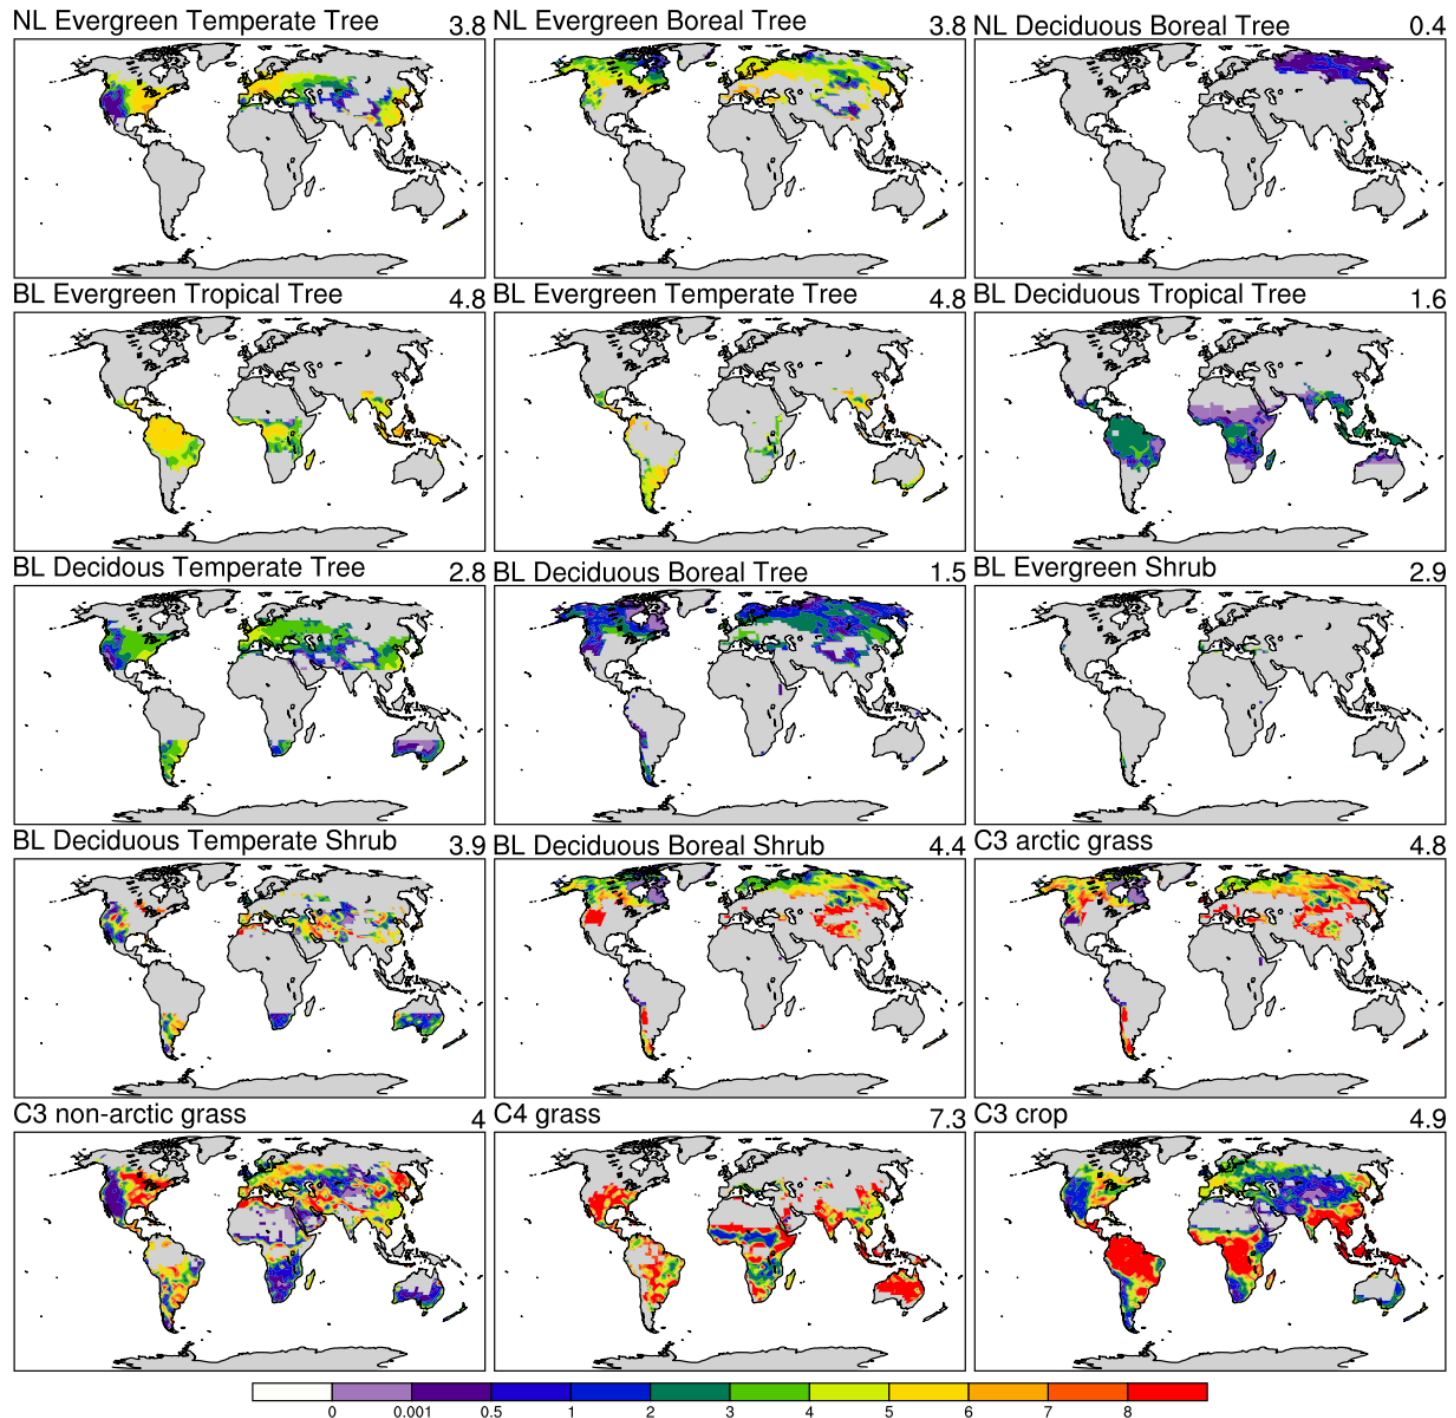 NL Evergreen Temperate Tree 3.8
NL Evergreen Boreal Tree 3.8
NL Deciduous Boreal Tree 0.4
BL Evergreen Tropical Tree 4.8
BL Evergreen Temperate Tree 4.8
BL Deciduous Tropical Tree 1.6
BL Decidous Temperate Tree 2.8
BL Deciduous Boreal Tree 1.5
BL Evergreen Shrub 2.9
BL Deciduous Temperate Shrub 3.9
BL Deciduous Boreal Shrub 4.4
C3 arctic grass 4.8
C3 non-arctic grass 4
C4 grass 7.3
C3 crop 4.9
0 0.001 0.5 1 2 3 4 5 6 7 8